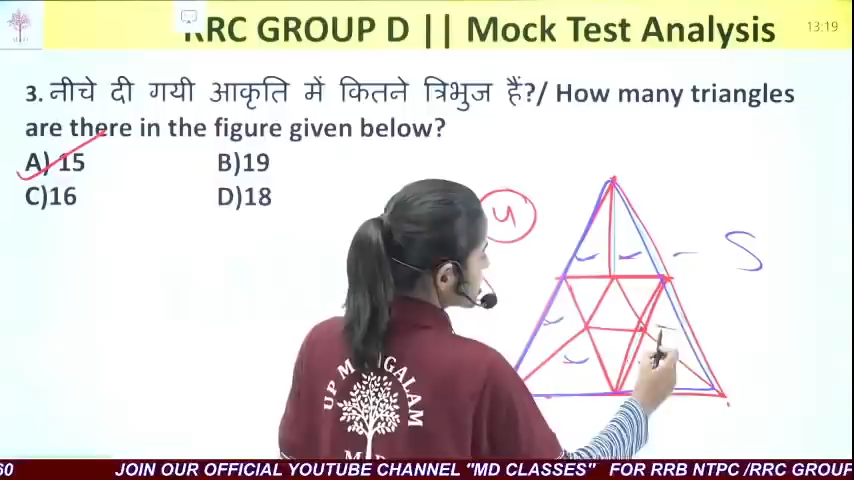 RRC GROUP D || Mock Test Analysis
13:19
3. नीचे दी गयी आकृति में कितने त्रिभुज हैं?/ How many triangles
are there in the figure given below?
A) 15
B)19
C)16
D)18
UP MANGALAM
JOIN OUR OFFICIAL YOUTUBE CHANNEL "MD CLASSES" FOR RRB NTPC /RRC GROUP